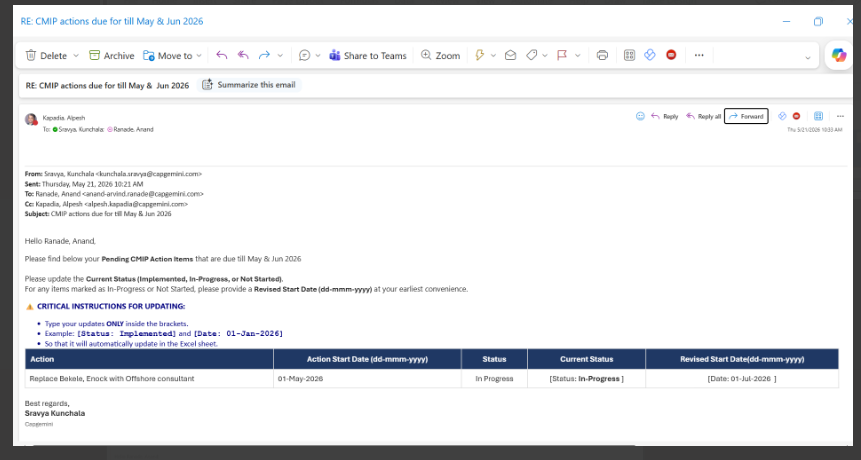 RE: CMIP actions due for till May & Jun 2026
Delete Archive Move to Share to Teams Zoom
RE: CMIP actions due for till May & Jun 2026 Summarize this email
Kapadia, Alpesh
To: Sravya, Kunchala; Ranade, Anand
Reply Reply all Forward
Thu 5/21/2026 10:33 AM
From: Sravya, Kunchala <kunchala.sravya@capgemini.com>
Sent: Thursday, May 21, 2026 10:21 AM
To: Ranade, Anand <anand-arvind.ranade@capgemini.com>
Cc: Kapadia, Alpesh <alpesh.kapadia@capgemini.com>
Subject: CMIP actions due for till May & Jun 2026
Hello Ranade, Anand,
Please find below your Pending CMIP Action Items that are due till May & Jun 2026
Please update the Current Status (Implemented, In-Progress, or Not Started).
For any items marked as In-Progress or Not Started, please provide a Revised Start Date (dd-mmm-yyyy) at your earliest convenience.
⚠ CRITICAL INSTRUCTIONS FOR UPDATING:
• Type your updates ONLY inside the brackets.
• Example: [Status: Implemented] and [Date: 01-Jan-2026]
• So that it will automatically update in the Excel sheet.
Action Action Start Date (dd-mmm-yyyy) Status Current Status Revised Start Date(dd-mmm-yyyy)
Replace Bekele, Enock with Offshore consultant 01-May-2026 In Progress [Status: In-Progress ] [Date: 01-Jul-2026 ]
Best regards,
Sravya Kunchala
Capgemini